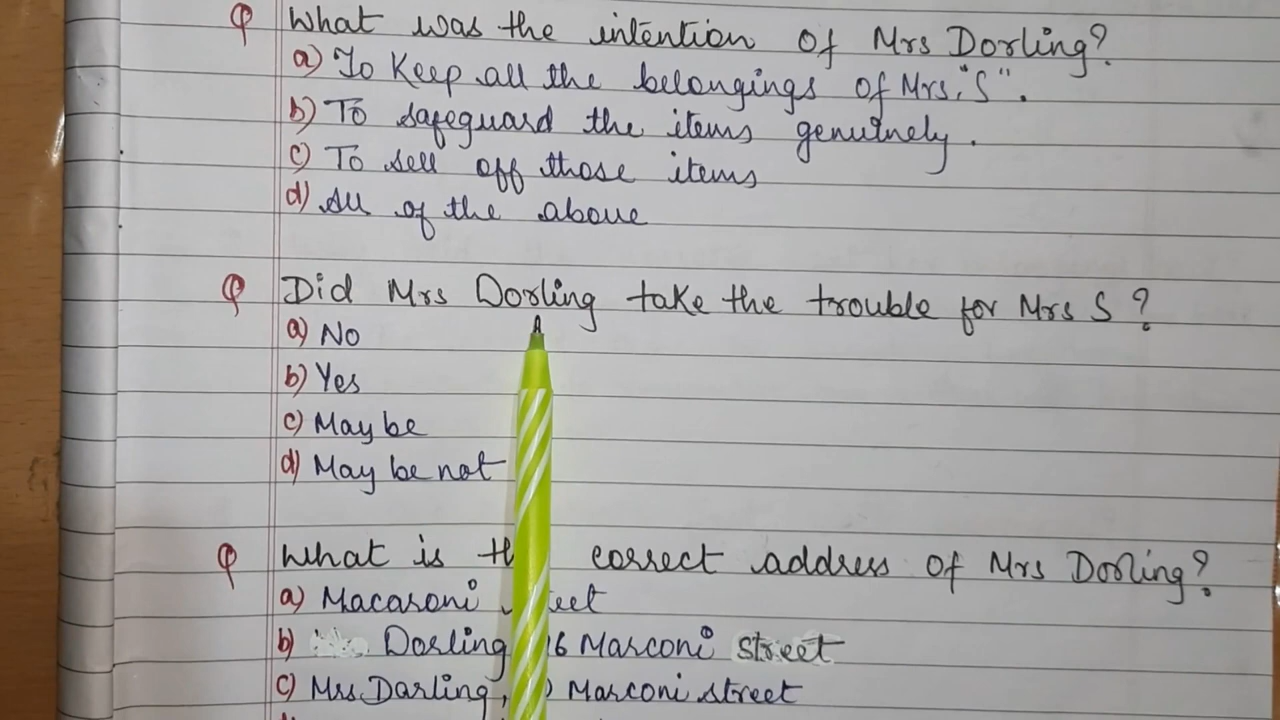 Q What was the intention of Mrs Dorling?
a) To Keep all the belongings of Mrs. "S".
b) To safeguard the items genuinely.
c) To sell off those items
d) All of the above
Q Did Mrs Dorling take the trouble for Mrs S?
a) No
b) Yes
c) May be
d) May be not
Q What is correct address of Mrs Dorling?
a) Macaroni
b) Dorling 6 Marconi street
c) Mrs. Darling, Marconi street